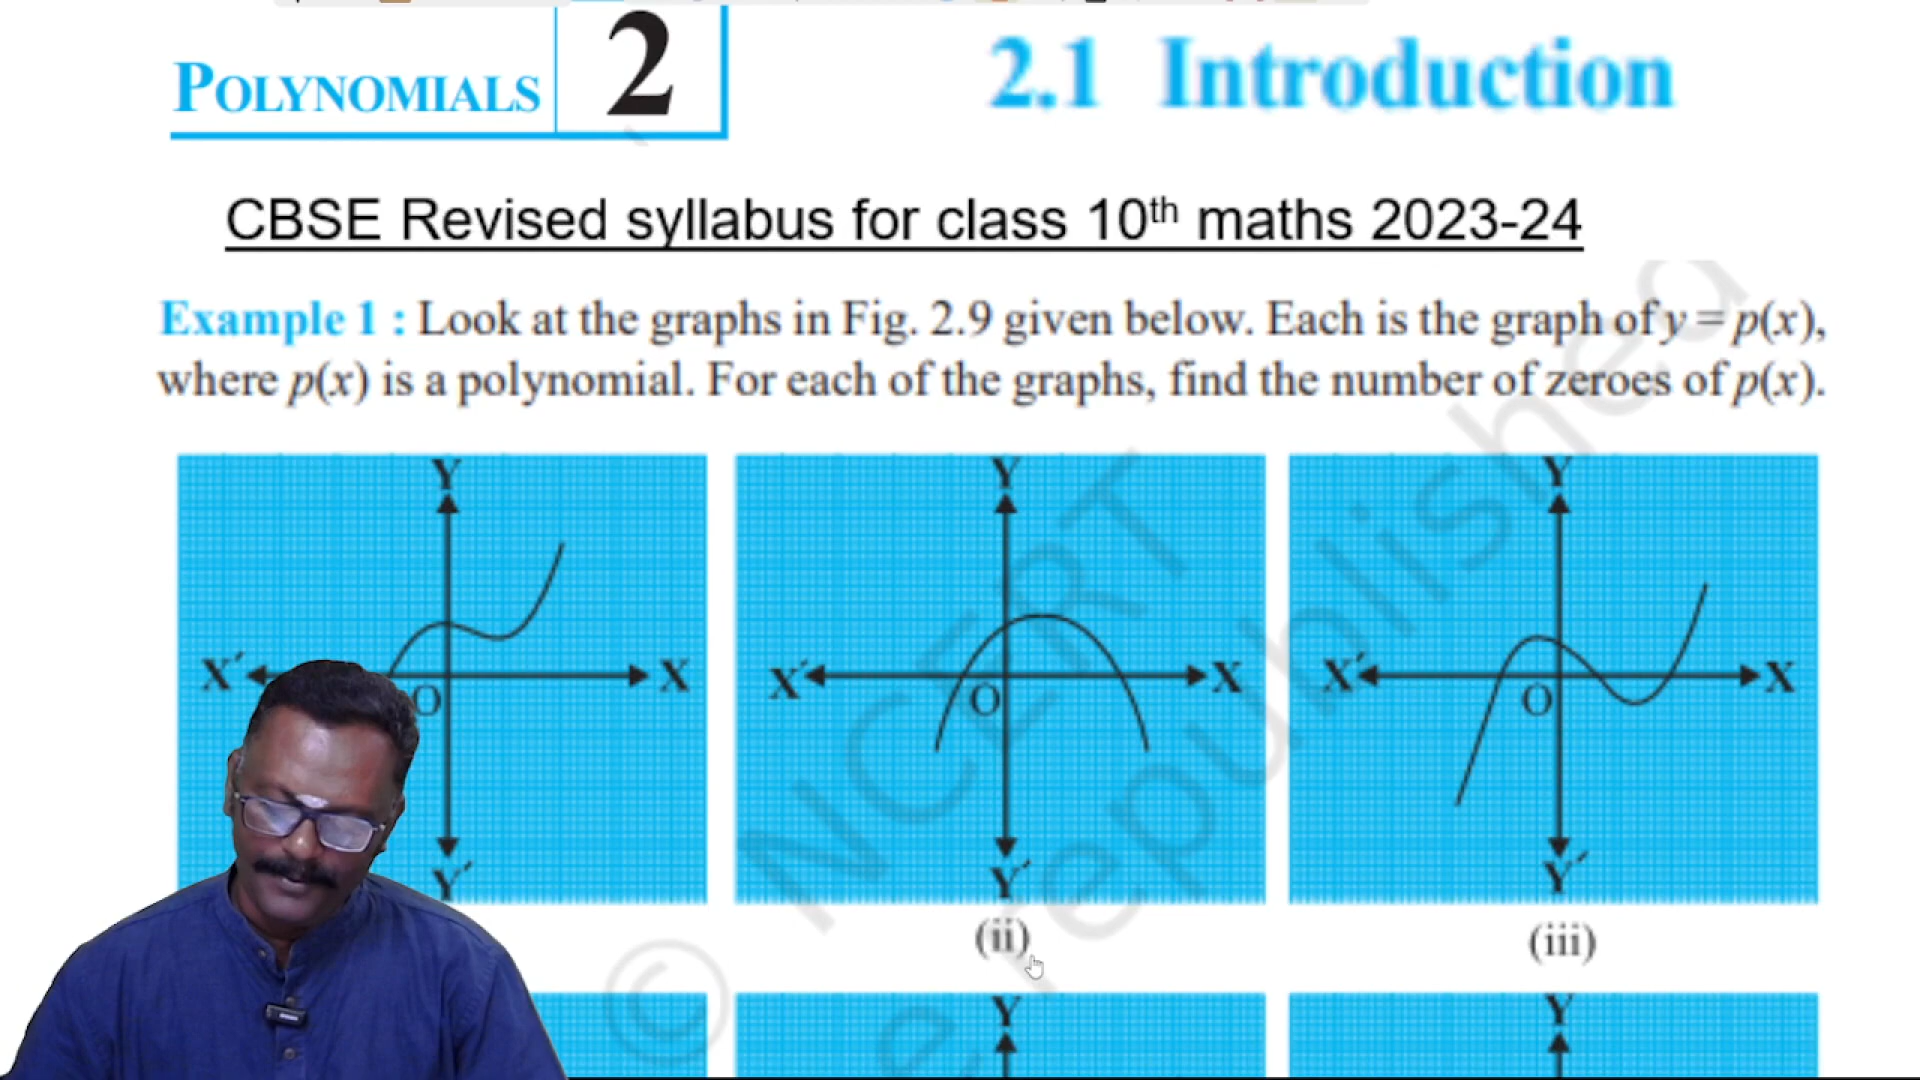 POLYNOMIALS 2
2.1 Introduction
CBSE Revised syllabus for class 10th maths 2023-24
Example 1 : Look at the graphs in Fig. 2.9 given below. Each is the graph of y = p(x),
where p(x) is a polynomial. For each of the graphs, find the number of zeroes of p(x).
Y Y Y
X′ X X′ X X′ X
O O O
Y′ Y′ Y′
(ii) (iii)
© NCERT
republished
Y Y